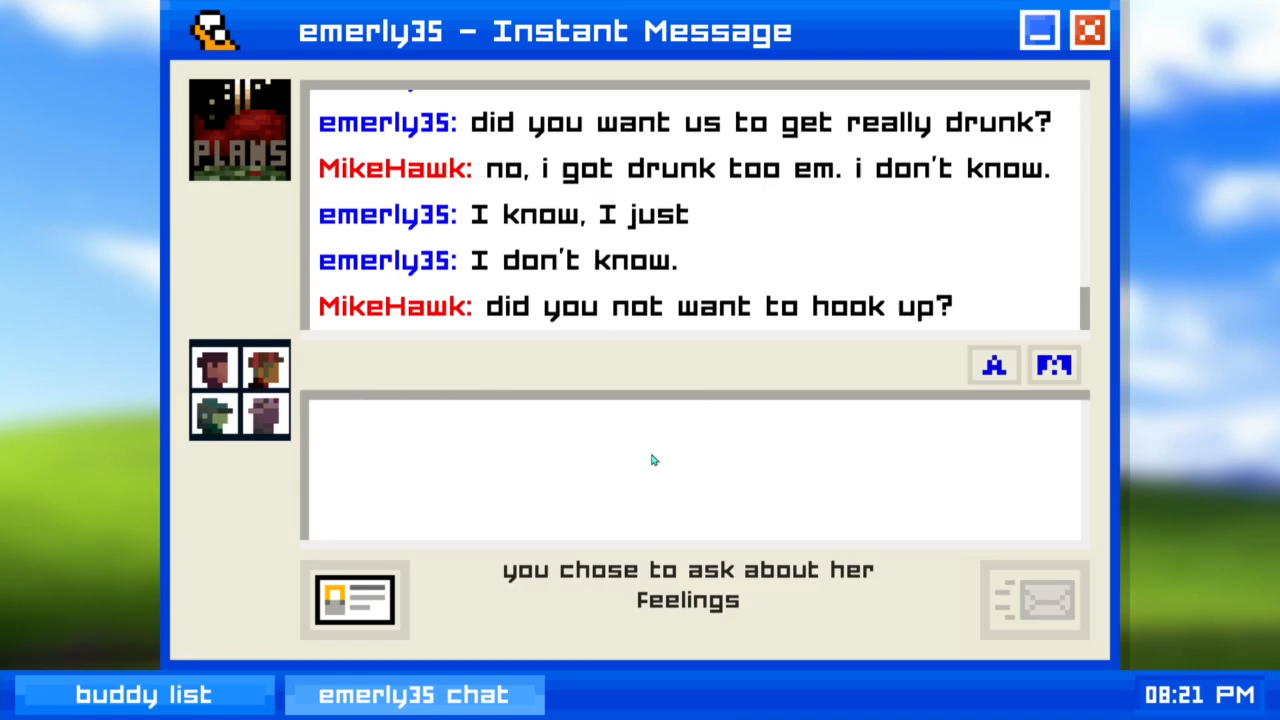 emerly35 - Instant Message
PLANS
emerly35: did you want us to get really drunk?
MikeHawk: no, i got drunk too em. i don't know.
emerly35: I know, I just
emerly35: I don't know.
MikeHawk: did you not want to hook up?
A
you chose to ask about her
Feelings
buddy list
emerly35 chat
08:21 PM